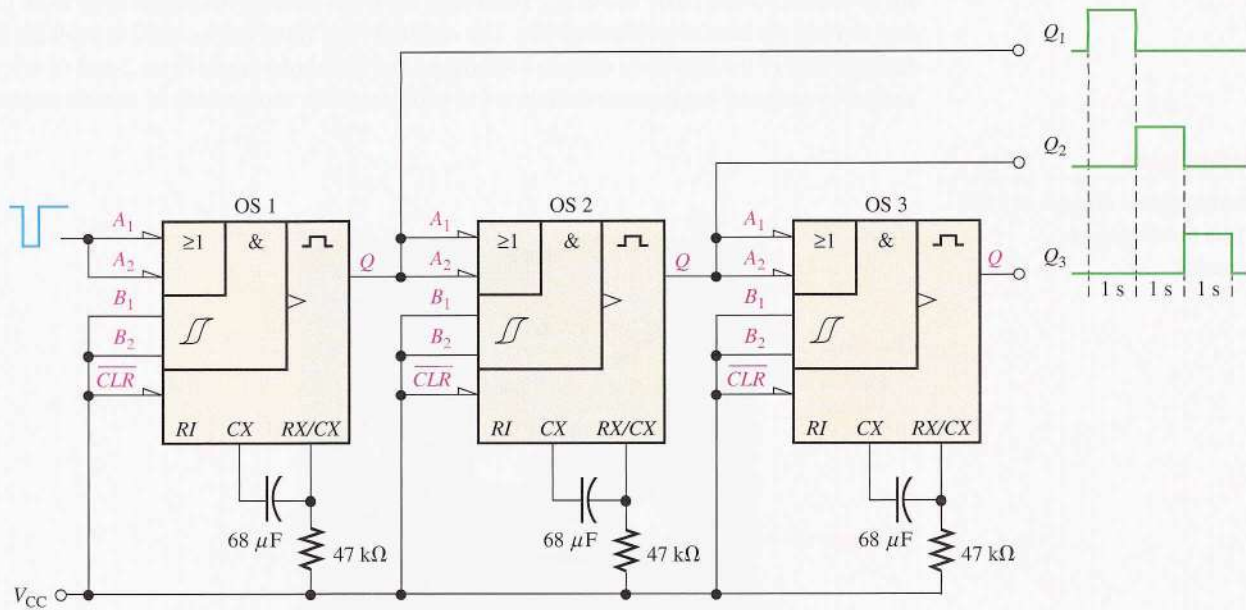 Q1
Q2
OS 1
OS 2
OS 3
A1 ≥1 & A1 ≥1 & A1 ≥1 &
A2 Q A2 Q A2 Q Q3
B1 B1 B1
1 s 1 s 1 s
B2 B2 B2
CLR CLR CLR
RI CX RX/CX RI CX RX/CX RI CX RX/CX
68 μF 47 kΩ 68 μF 47 kΩ 68 μF 47 kΩ
VCC